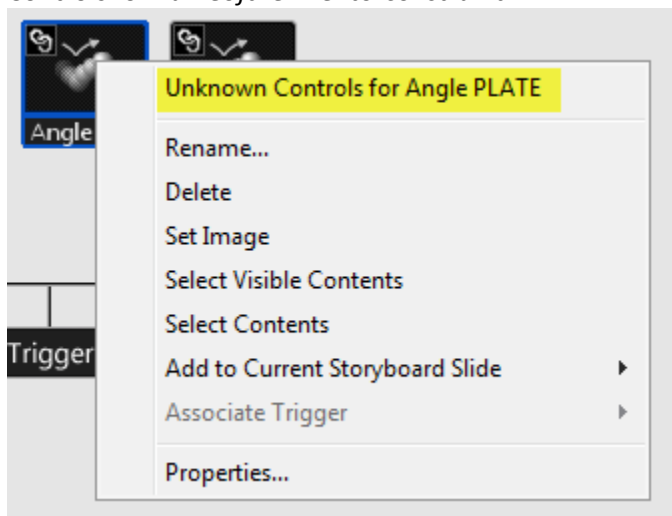 Unknown Controls for Angle PLATE
Angle
Rename...
Delete
Set Image
Select Visible Contents
Select Contents
Trigger
Add to Current Storyboard Slide
Associate Trigger
Properties...